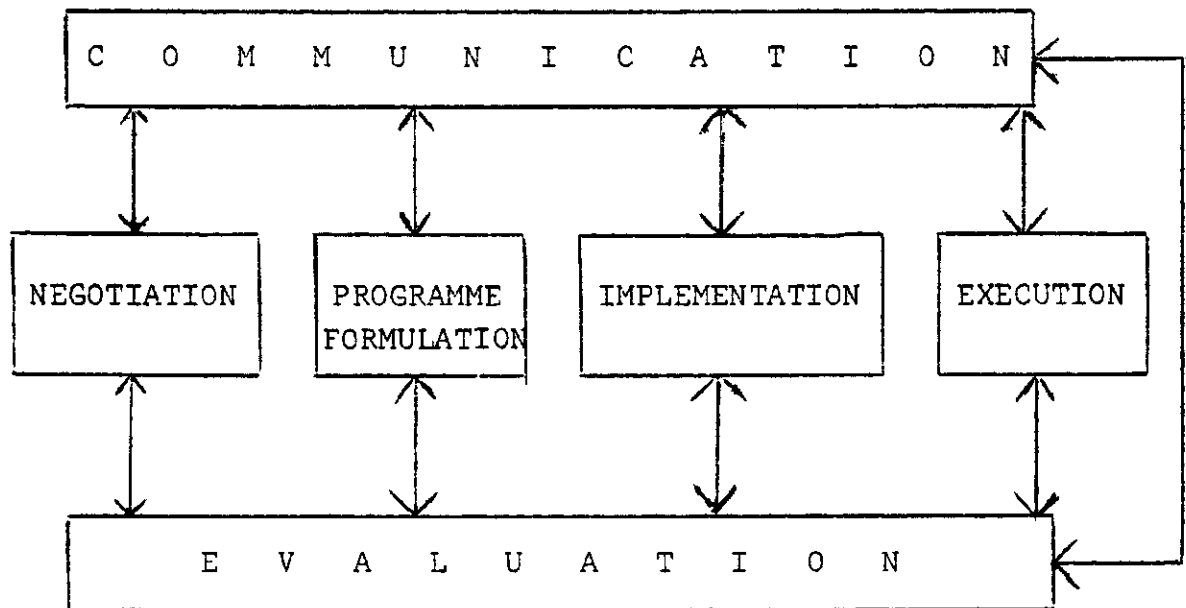 C O M M U N I C A T I O N
NEGOTIATION
PROGRAMME
FORMULATION
IMPLEMENTATION
EXECUTION
E V A L U A T I O N